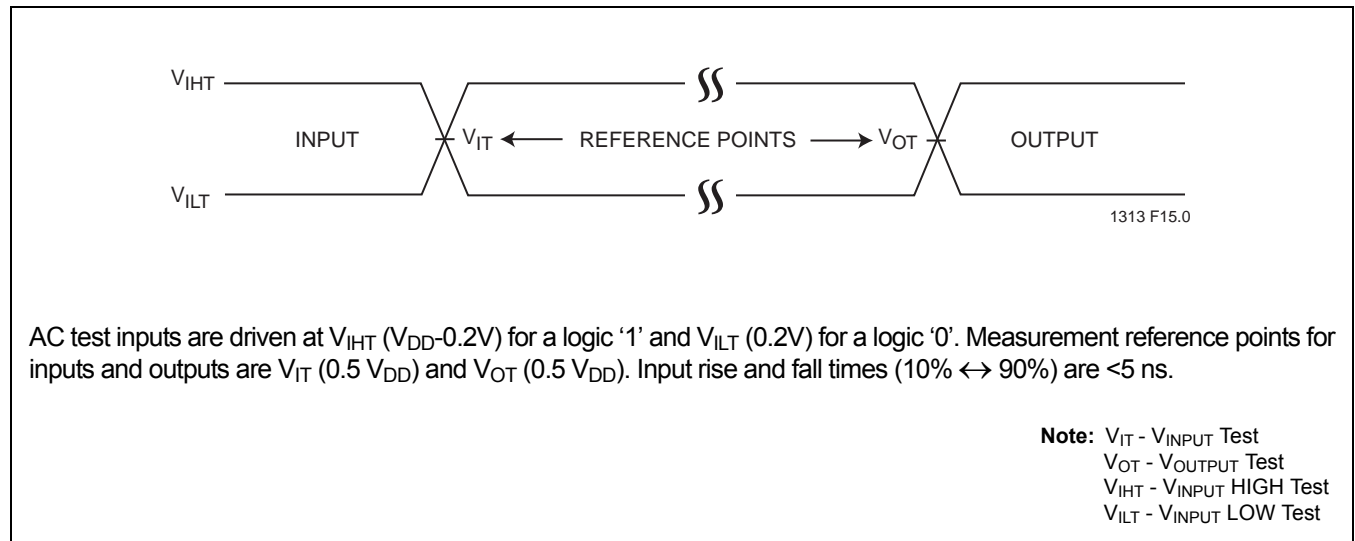 VIHT
INPUT VIT ← REFERENCE POINTS → VOT OUTPUT
VILT
1313 F15.0
AC test inputs are driven at VIHT (VDD-0.2V) for a logic ‘1’ and VILT (0.2V) for a logic ‘0’. Measurement reference points for
inputs and outputs are VIT (0.5 VDD) and VOT (0.5 VDD). Input rise and fall times (10% ↔ 90%) are <5 ns.
Note: VIT - VINPUT Test
VOT - VOUTPUT Test
VIHT - VINPUT HIGH Test
VILT - VINPUT LOW Test